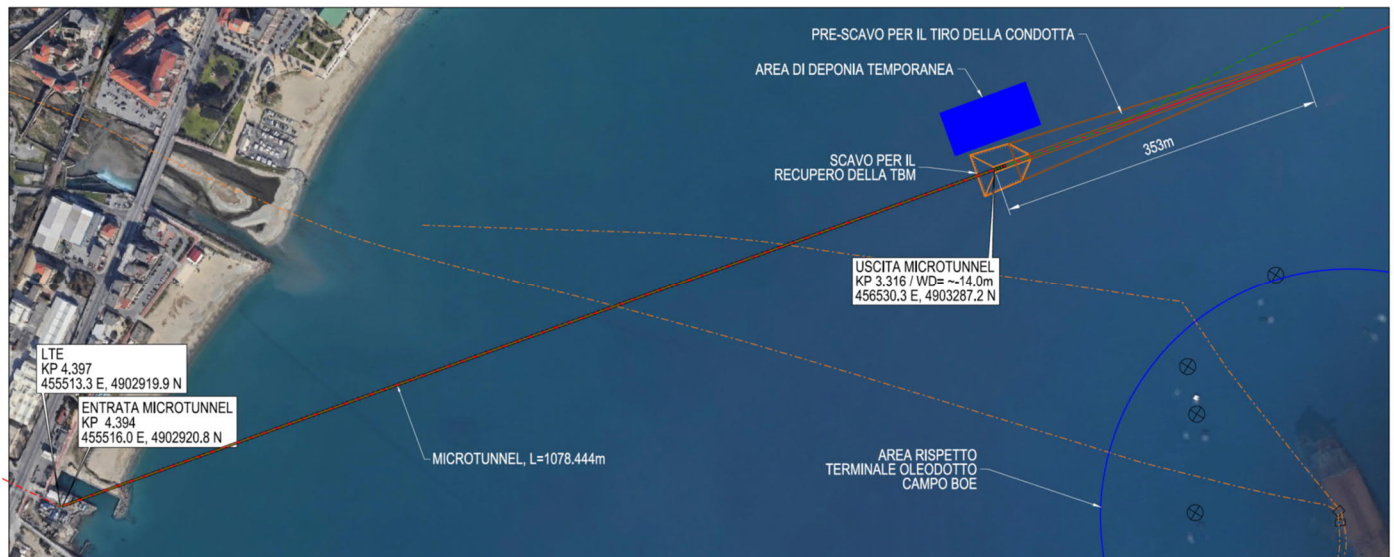 PRE-SCAVO PER IL TIRO DELLA CONDOTTA
AREA DI DEPONIA TEMPORANEA
353m
SCAVO PER IL
RECUPERO DELLA TBM
USCITA MICROTUNNEL
KP 3.316 / WD= ~-14.0m
456530.3 E, 4903287.2 N
LTE
KP 4.397
455513.3 E, 4902919.9 N
ENTRATA MICROTUNNEL
KP 4.394
455516.0 E, 4902920.8 N
MICROTUNNEL, L=1078.444m
AREA RISPETTO
TERMINALE OLEODOTTO
CAMPO BOE